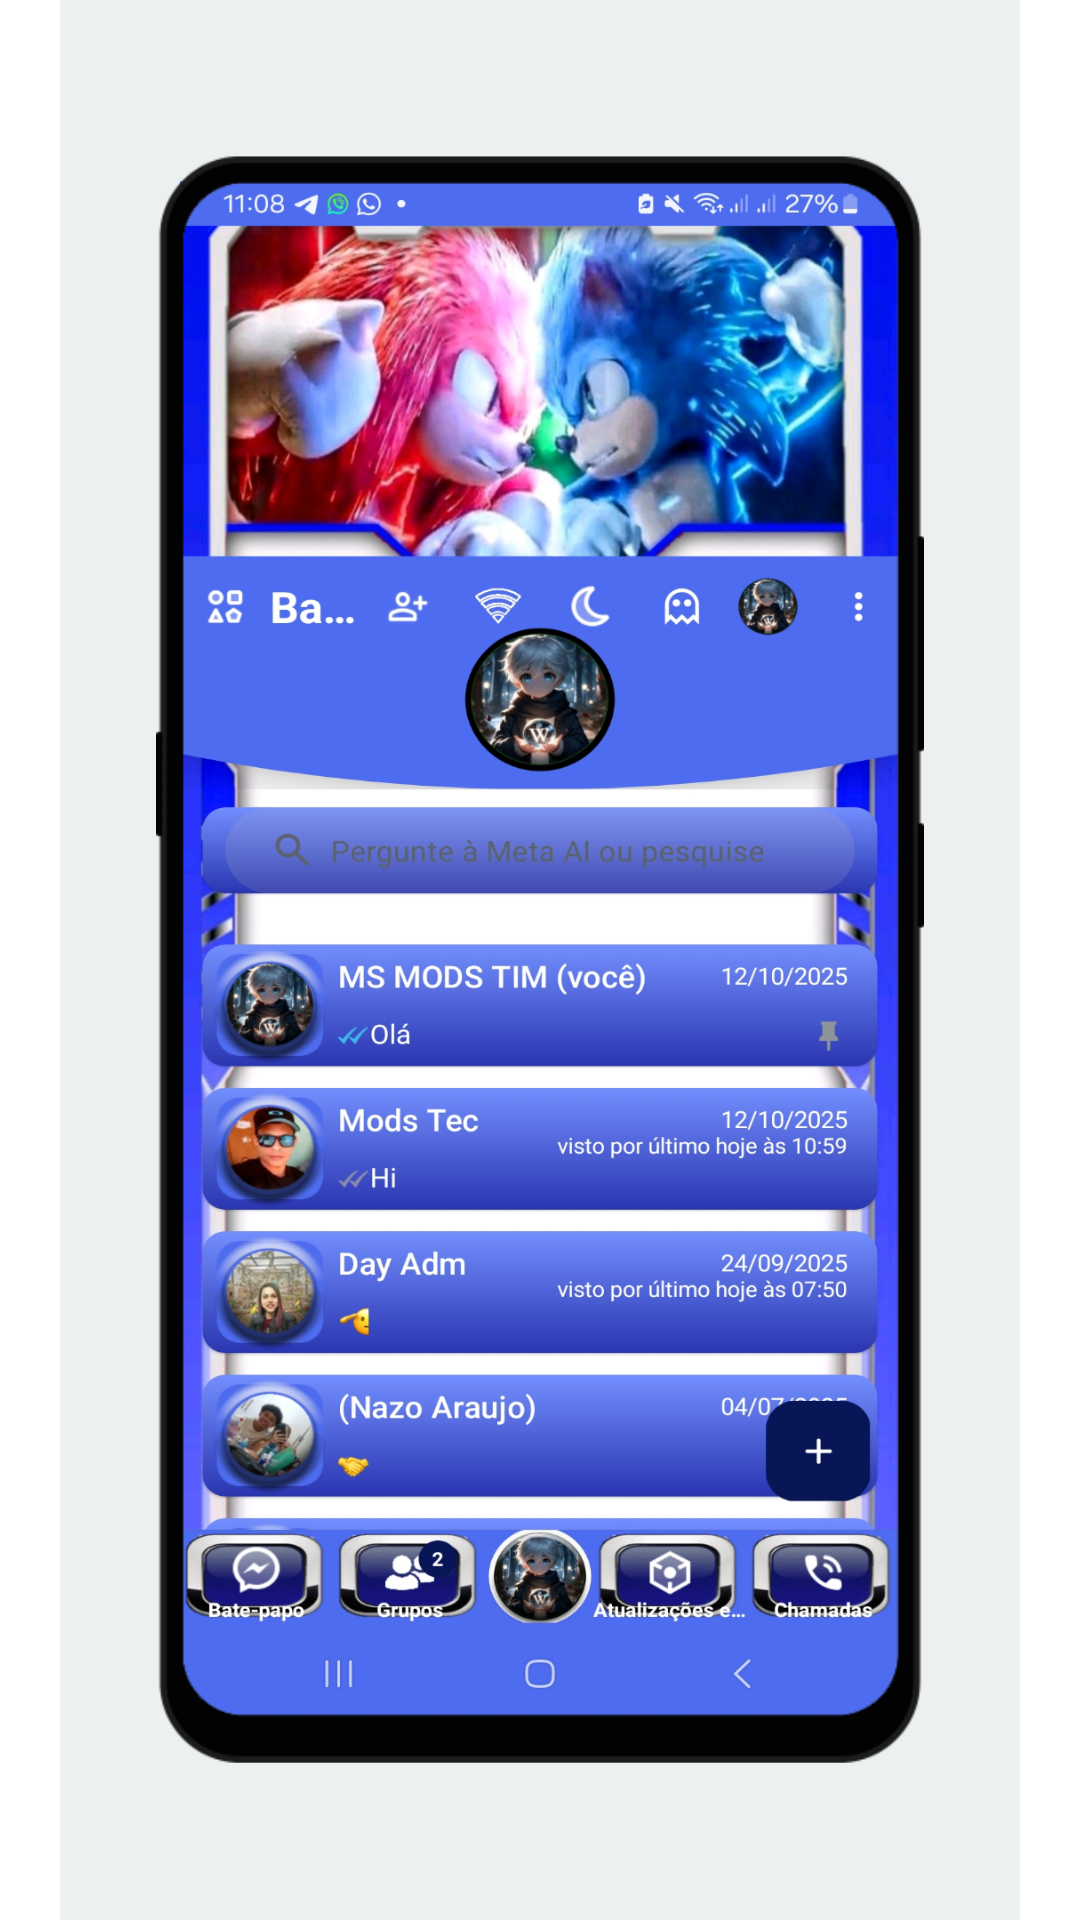 11:08
27%
Ba...
W
Pergunte à Meta AI ou pesquise
MS MODS TIM (você)
12/10/2025
Olá
Mods Tec
12/10/2025
visto por último hoje às 10:59
Hi
Day Adm
24/09/2025
visto por último hoje às 07:50
(Nazo Araujo)
04/07/2025
2
Bate-papo
Grupos
Atualizações e...
Chamadas